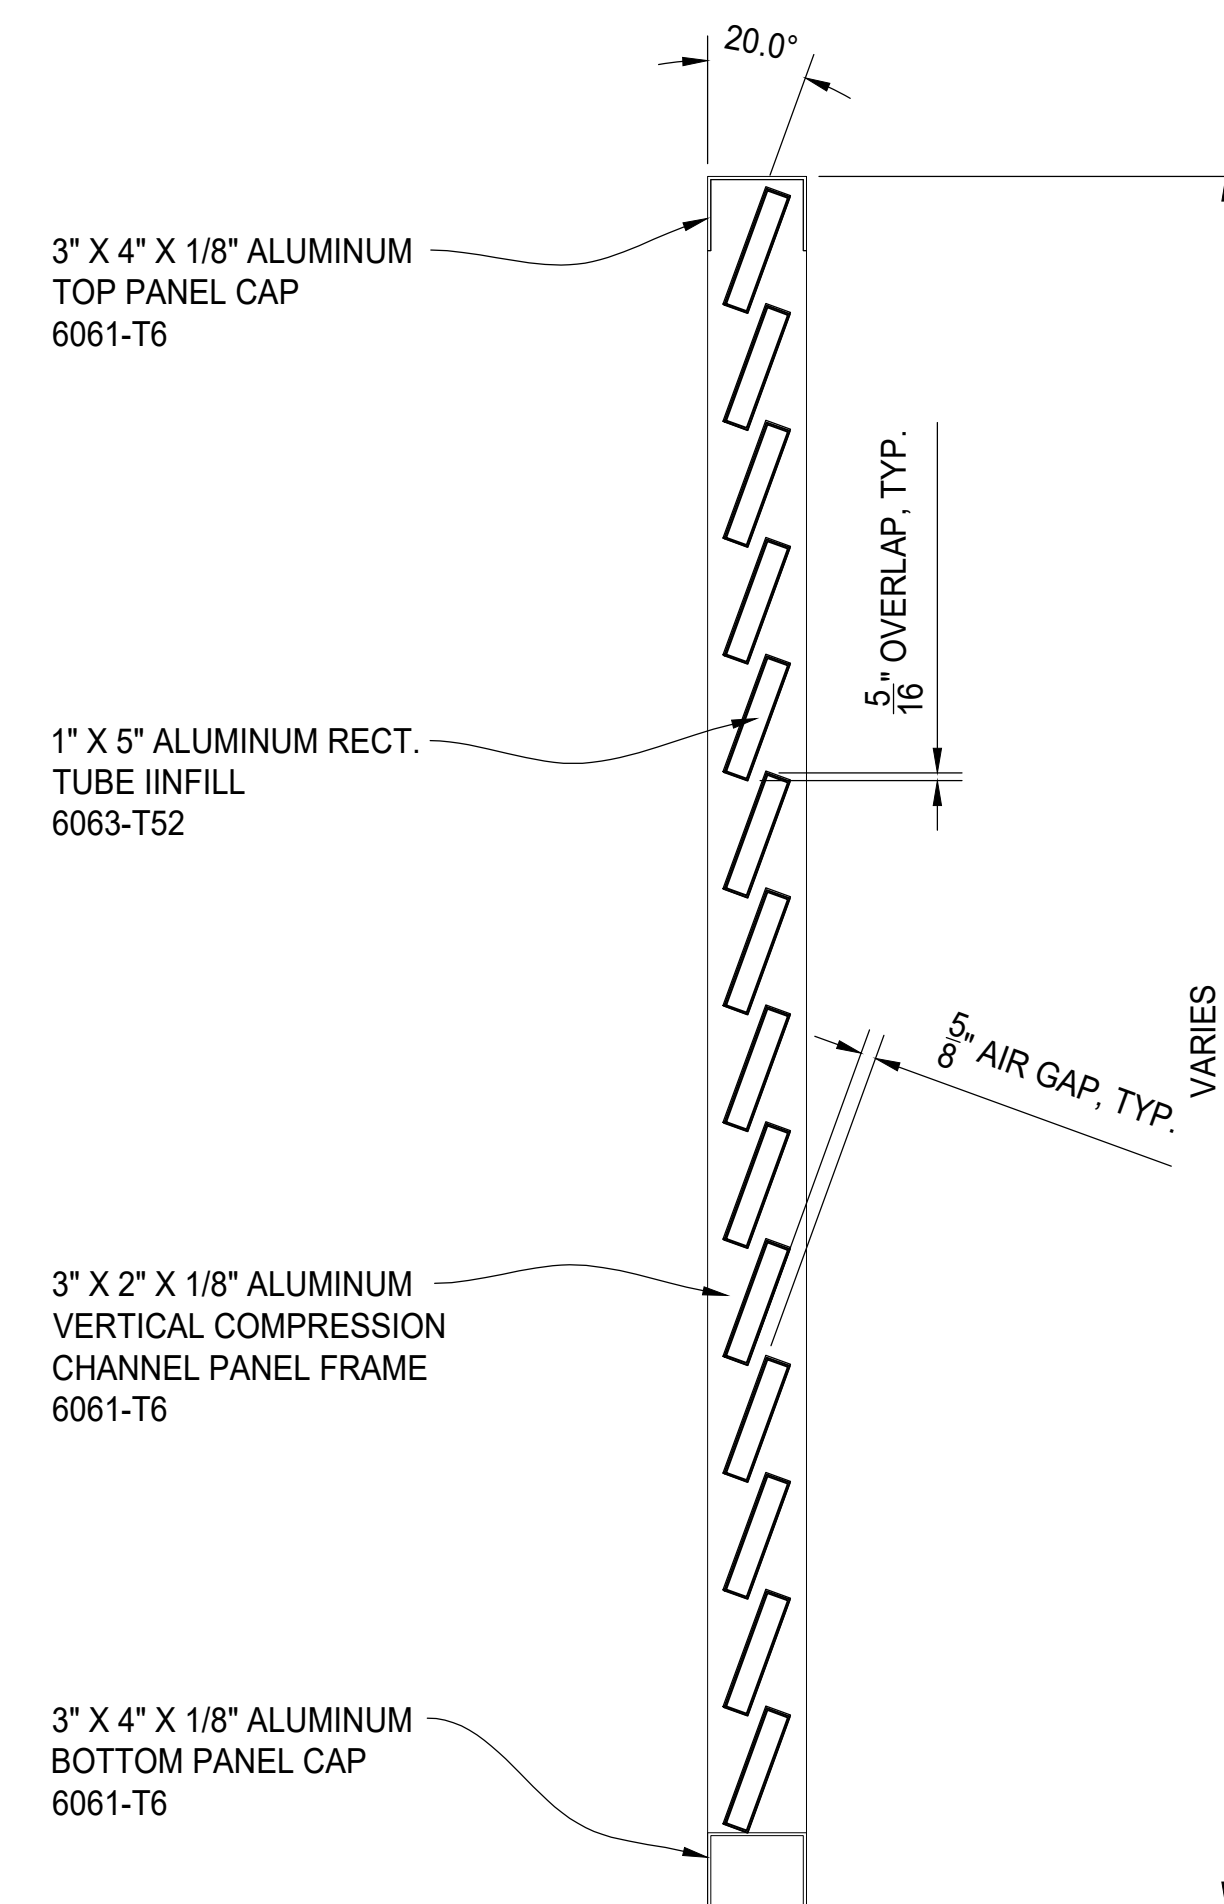 20.0°
3" X 4" X 1/8" ALUMINUM
TOP PANEL CAP
6061-T6
5/16" OVERLAP, TYP.
1" X 5" ALUMINUM RECT.
TUBE IINFILL
6063-T52
5/8" AIR GAP, TYP.
VARIES
3" X 2" X 1/8" ALUMINUM
VERTICAL COMPRESSION
CHANNEL PANEL FRAME
6061-T6
3" X 4" X 1/8" ALUMINUM
BOTTOM PANEL CAP
6061-T6